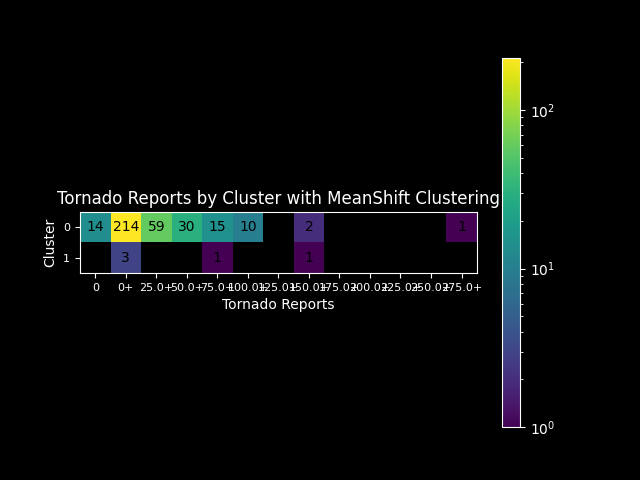 Tornado Reports by Cluster with MeanShift Clustering
10²
10¹
10⁰
Cluster
0
1
14 214 59 30 15 10 2 1
3 1 1
0 0+ 25.0+ 50.0+ 75.0+ 100.0+ 125.0+ 150.0+ 175.0+ 200.0+ 225.0+ 250.0+ 275.0+
Tornado Reports